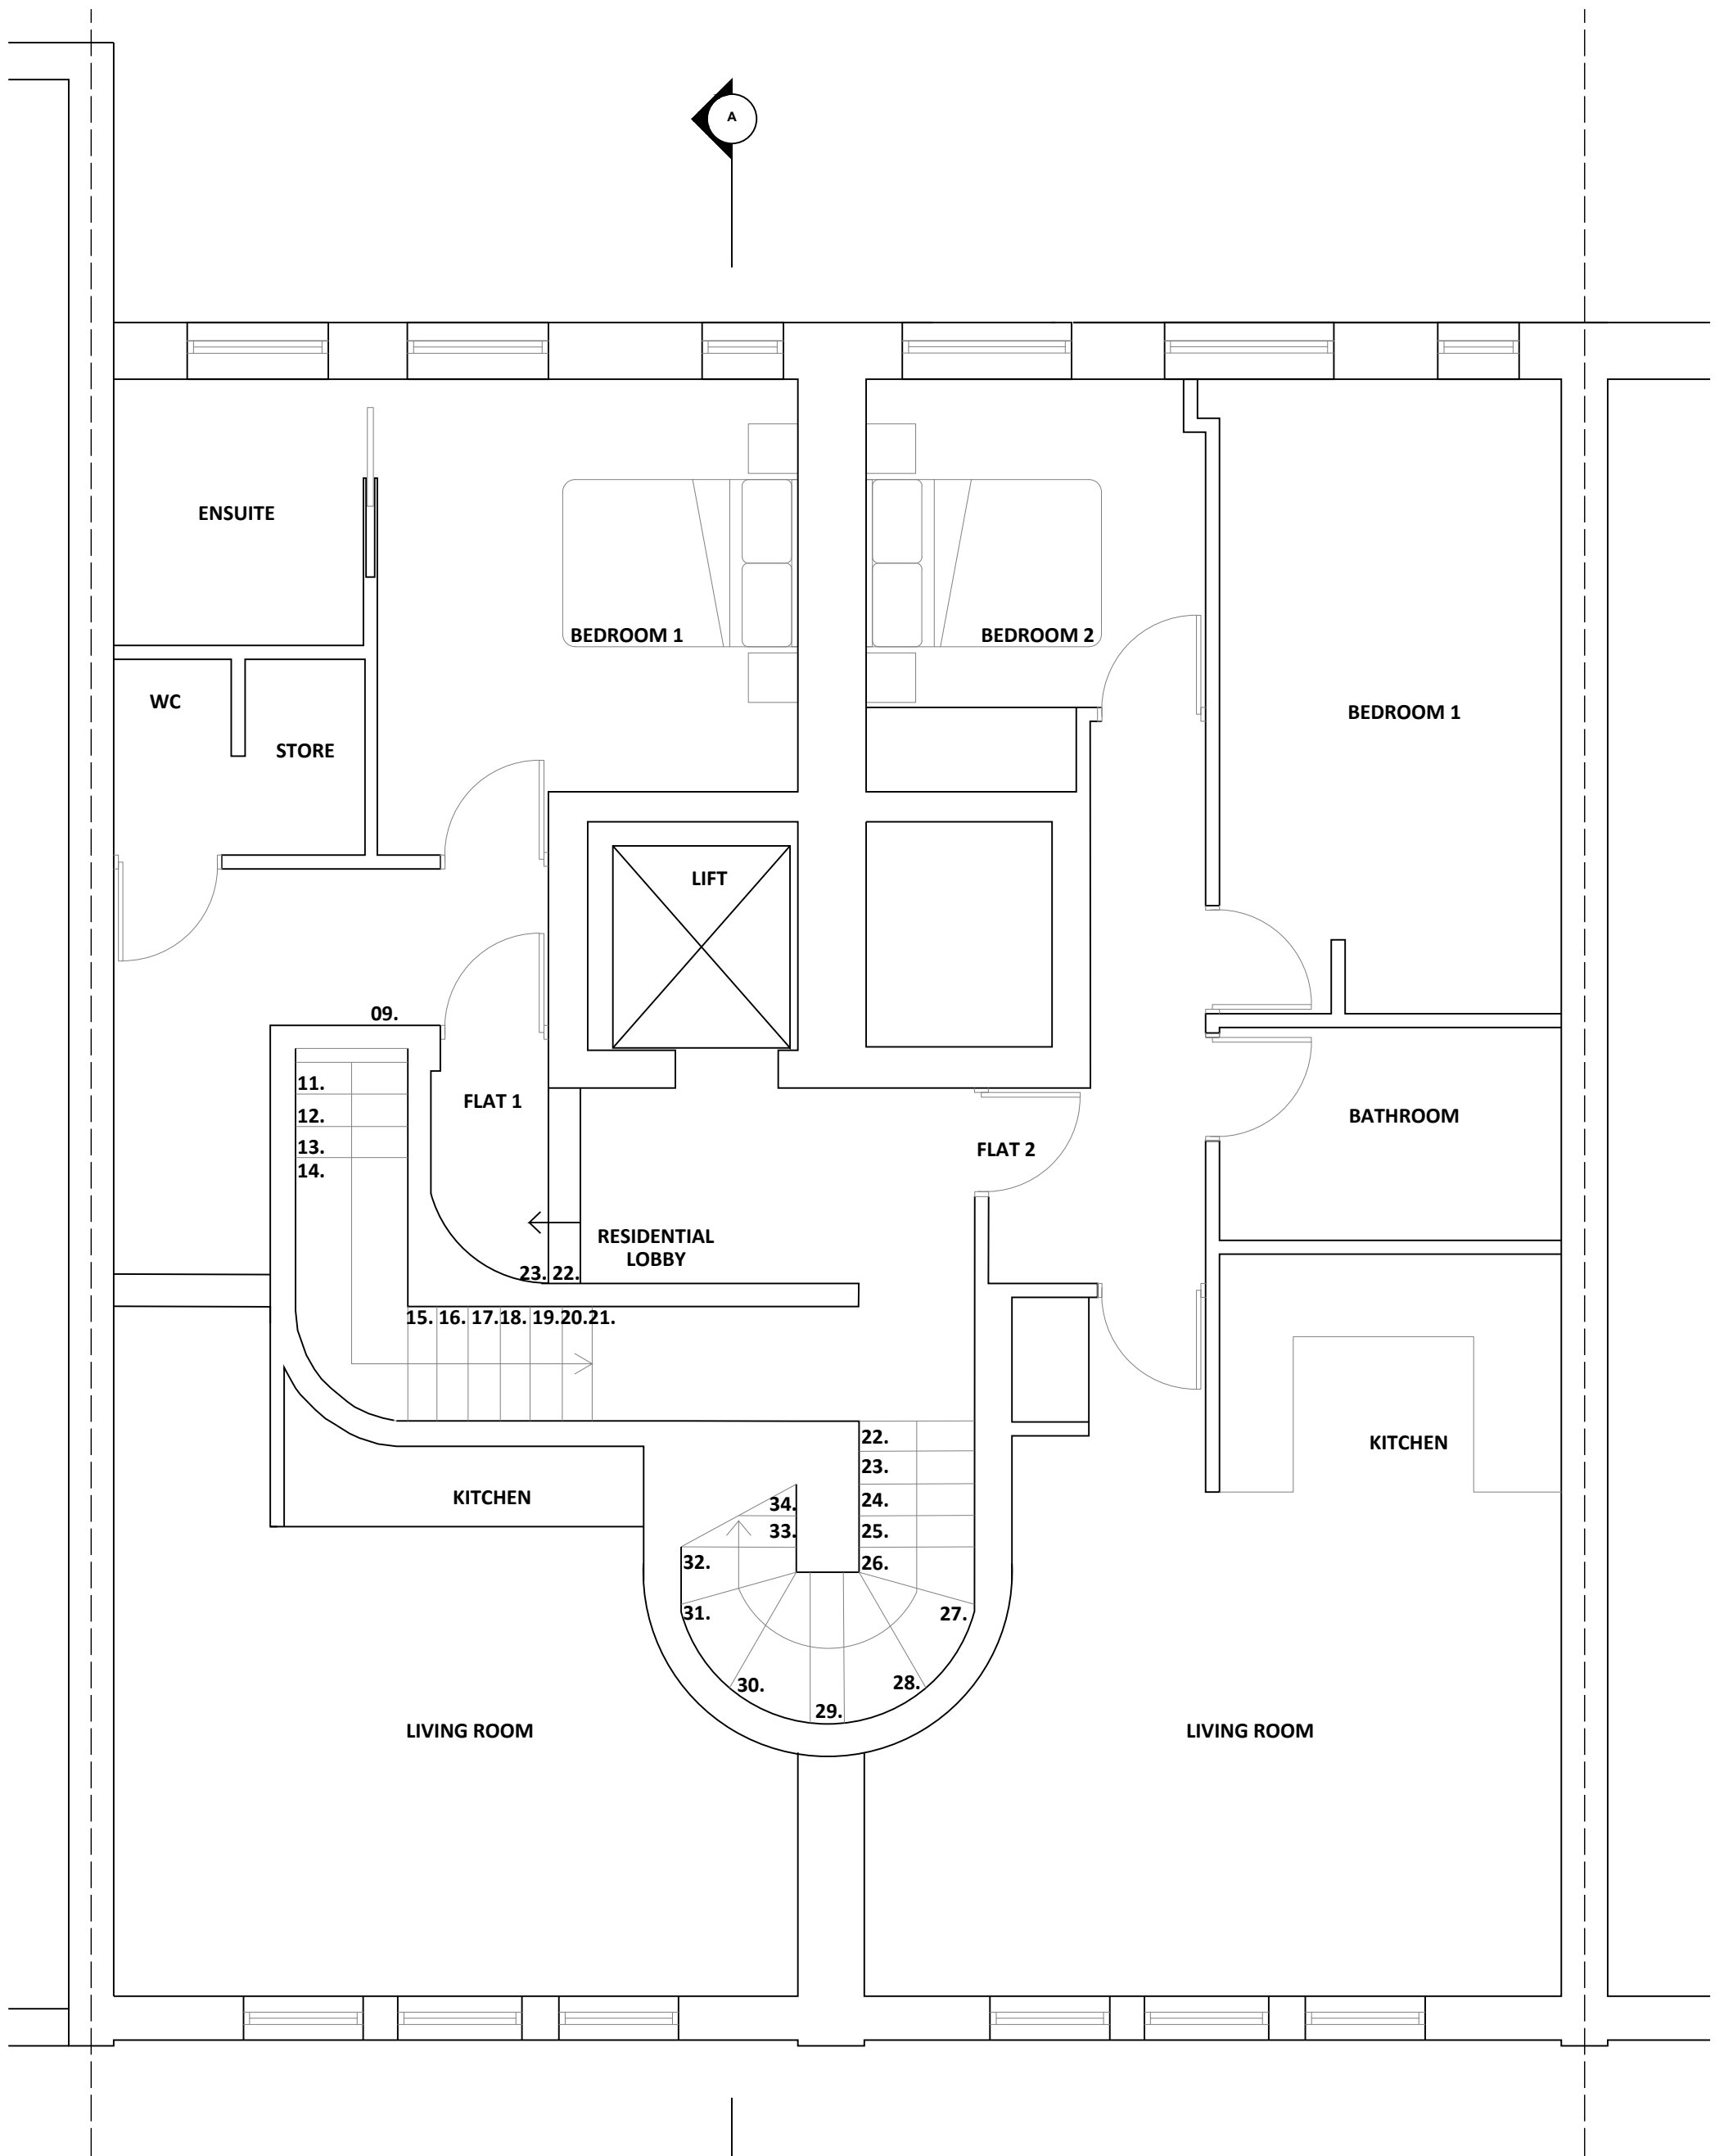 A
ENSUITE
BEDROOM 1
BEDROOM 2
WC
BEDROOM 1
STORE
LIFT
09.
11.
FLAT 1
12.
BATHROOM
13.
FLAT 2
14.
RESIDENTIAL
LOBBY
23. 22.
15. 16. 17. 18. 19. 20. 21.
22.
KITCHEN
23.
KITCHEN
34.
24.
33.
25.
32.
26.
31.
27.
30.
28.
29.
LIVING ROOM
LIVING ROOM